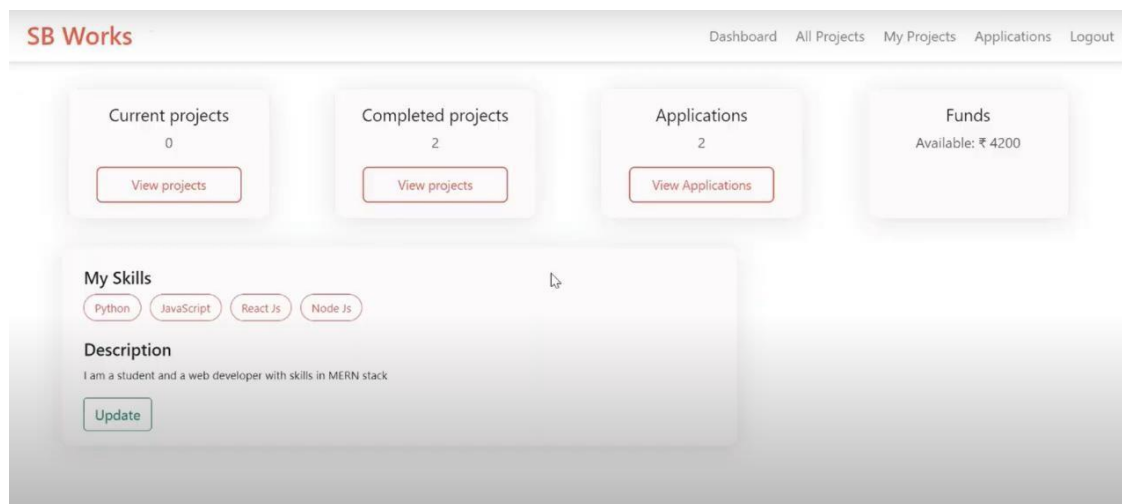 SB Works
Dashboard All Projects My Projects Applications Logout
Current projects
0
View projects
Completed projects
2
View projects
Applications
2
View Applications
Funds
Available: ₹ 4200
My Skills
Python JavaScript React Js Node Js
Description
I am a student and a web developer with skills in MERN stack
Update